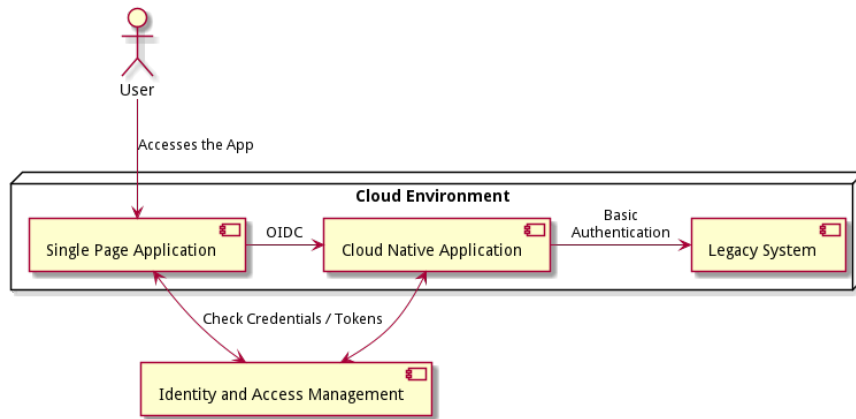 User
Accesses the App
Cloud Environment
Single Page Application
OIDC
Cloud Native Application
Basic
Authentication
Legacy System
Check Credentials / Tokens
Identity and Access Management